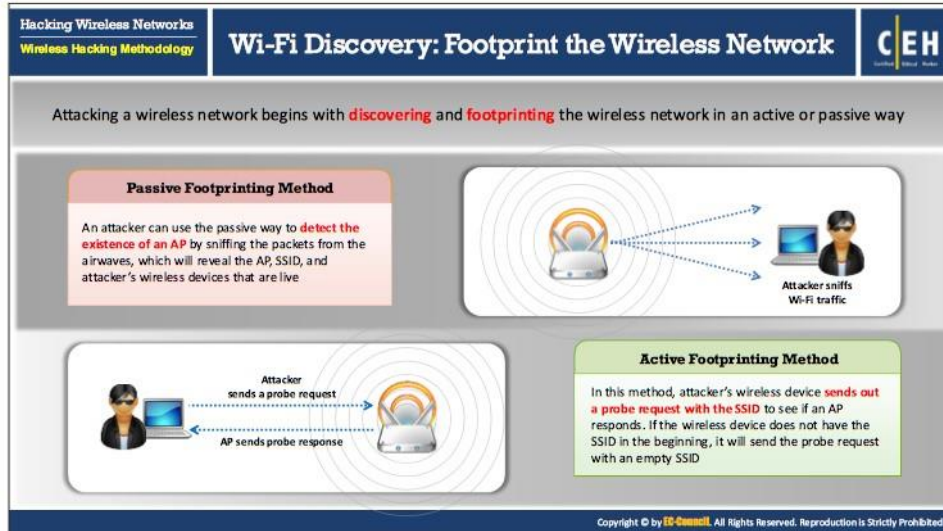 Hacking Wireless Networks
Wireless Hacking Methodology
Wi-Fi Discovery: Footprint the Wireless Network
CEH
Certified Ethical Hacker
Attacking a wireless network begins with discovering and footprinting the wireless network in an active or passive way
Passive Footprinting Method
An attacker can use the passive way to detect the
existence of an AP by sniffing the packets from the
airwaves, which will reveal the AP, SSID, and
attacker's wireless devices that are live
Attacker sniffs
Wi-Fi traffic
Attacker
sends a probe request
AP sends probe response
Active Footprinting Method
In this method, attacker's wireless device sends out
a probe request with the SSID to see if an AP
responds. If the wireless device does not have the
SSID in the beginning, it will send the probe request
with an empty SSID
Copyright © by EC-Council. All Rights Reserved. Reproduction is Strictly Prohibited